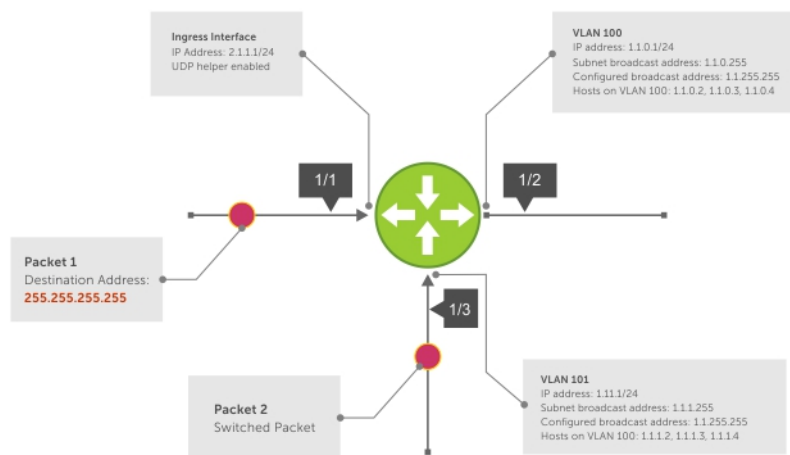 Ingress Interface
IP Address: 2.1.1.1/24
UDP helper enabled
VLAN 100
IP address: 1.1.0.1/24
Subnet broadcast address: 1.1.0.255
Configured broadcast address: 1.1.255.255
Hosts on VLAN 100: 1.1.0.2, 1.1.0.3, 1.1.0.4
1/1
1/2
Packet 1
Destination Address:
255.255.255.255
1/3
Packet 2
Switched Packet
VLAN 101
IP address: 1.11.1/24
Subnet broadcast address: 1.1.1.255
Configured broadcast address: 1.1.255.255
Hosts on VLAN 100: 1.1.1.2, 1.1.1.3, 1.1.1.4